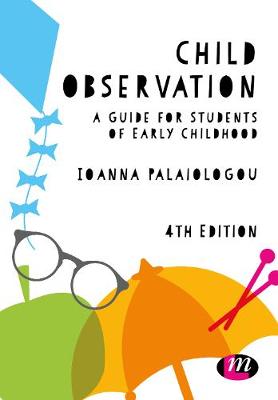 CHILD
OBSERVATION
A GUIDE FOR STUDENTS
OF EARLY CHILDHOOD
IOANNA PALAIOLOGOU
4TH EDITION
m